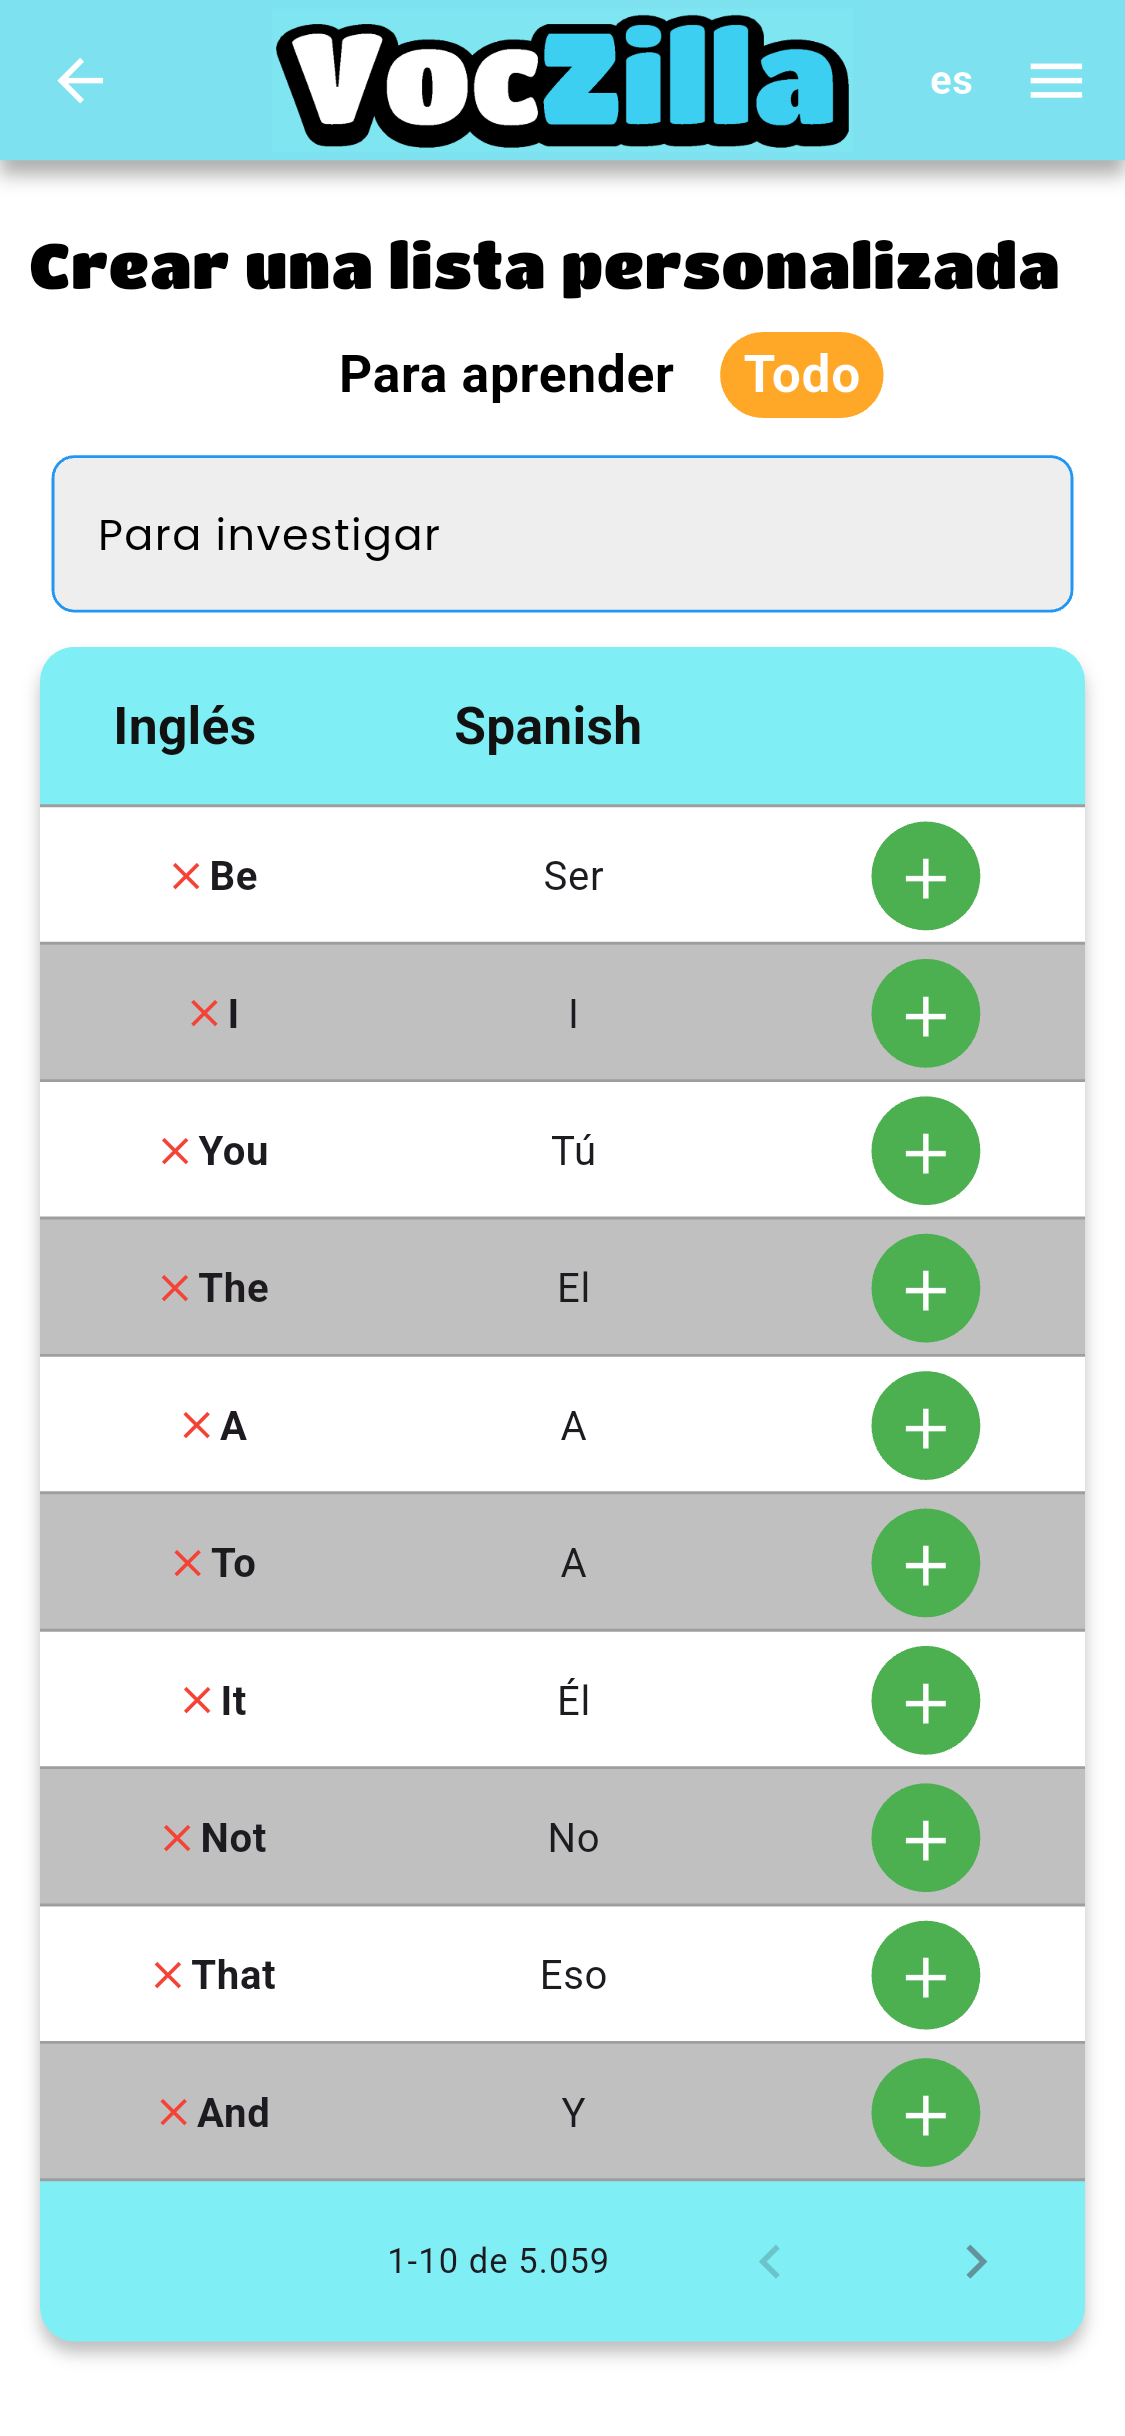 VocZilla
es
Crear una lista personalizada
Para aprender Todo
Para investigar
Inglés Spanish
Be Ser
I I
You Tú
The El
A A
To A
It Él
Not No
That Eso
And Y
1-10 de 5.059